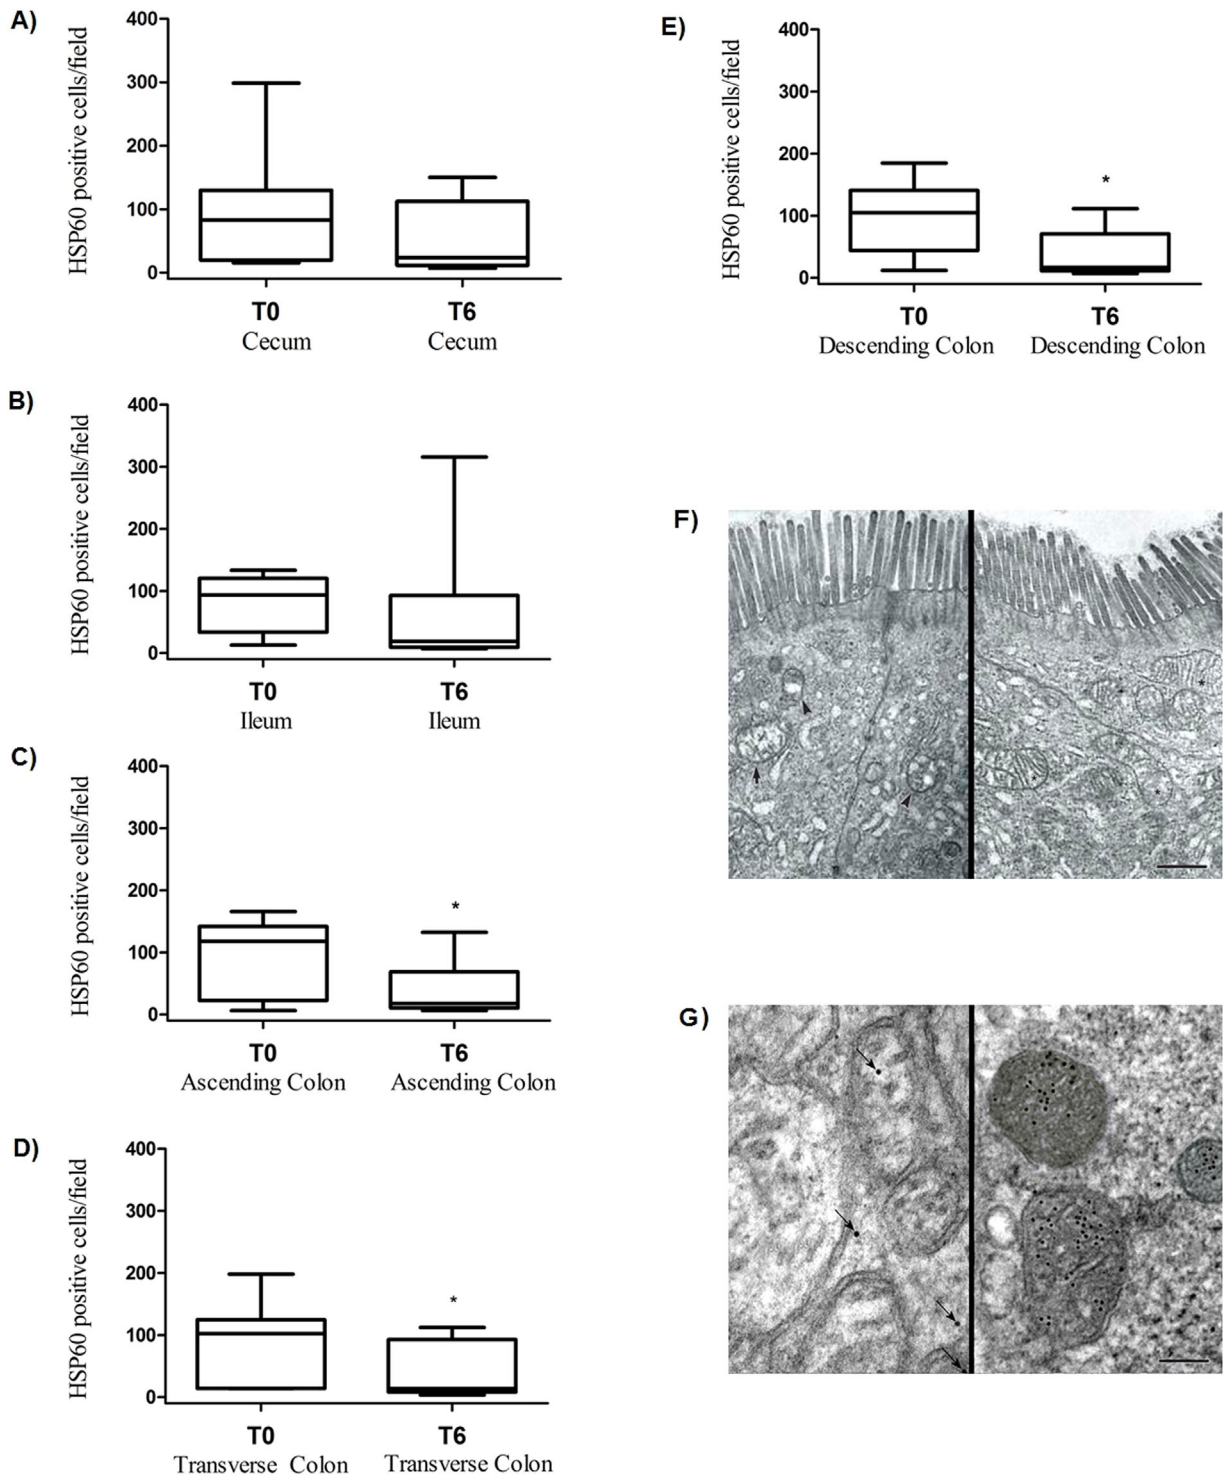 A)
HSP60 positive cells/field
400
300
200
100
0
T0
T6
Cecum
Cecum
B)
HSP60 positive cells/field
400
300
200
100
0
T0
T6
Ileum
Ileum
C)
HSP60 positive cells/field
400
300
200
100
0
*
T0
T6
Ascending Colon
Ascending Colon
D)
HSP60 positive cells/field
400
300
200
100
0
*
T0
T6
Transverse Colon
Transverse Colon
E)
HSP60 positive cells/field
400
300
200
100
0
*
T0
T6
Descending Colon
Descending Colon
F)
*
*
*
*
G)